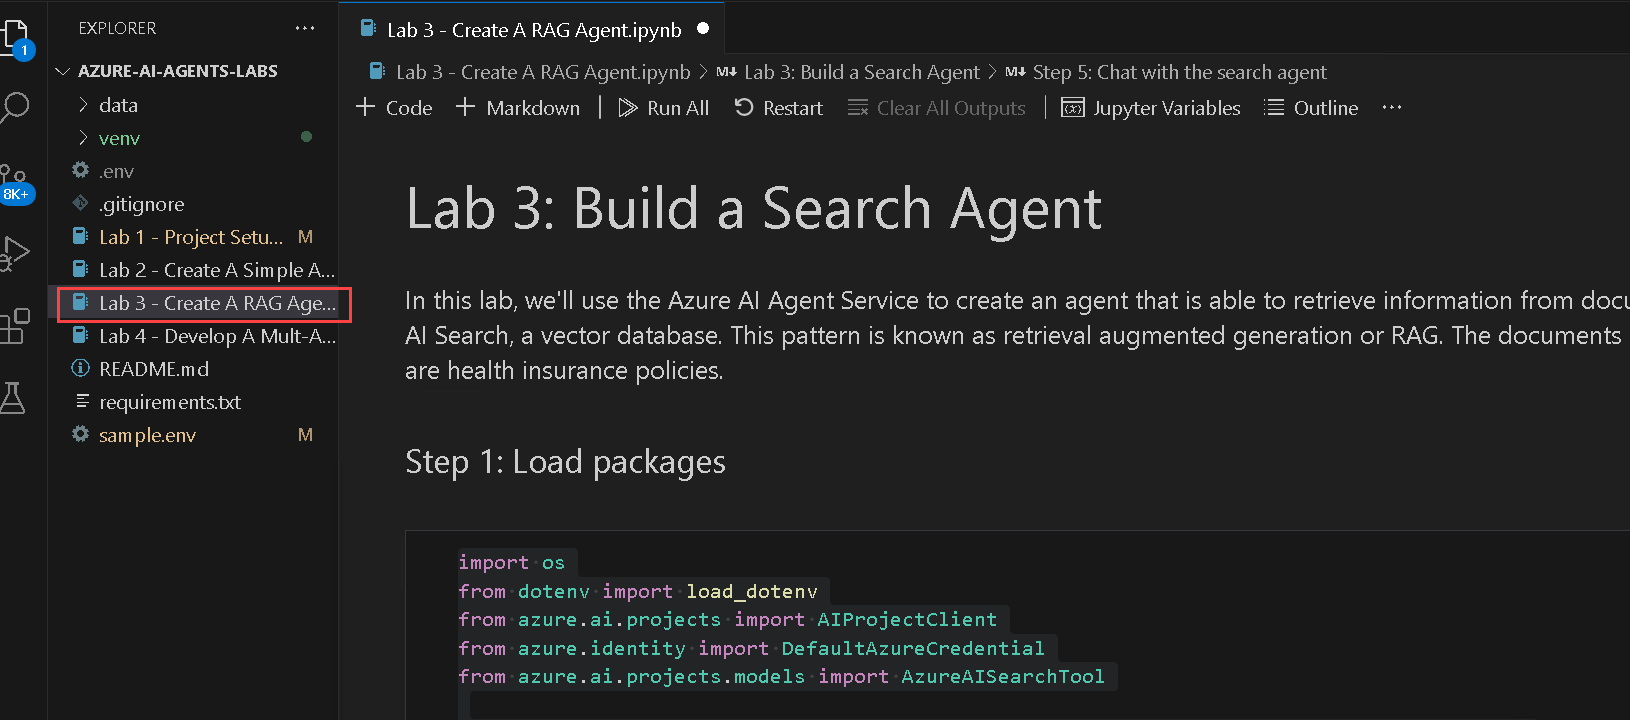 EXPLORER
AZURE-AI-AGENTS-LABS
data
venv
.env
.gitignore
Lab 1 - Project Setu... M
Lab 2 - Create A Simple A...
Lab 3 - Create A RAG Age...
Lab 4 - Develop A Mult-A...
README.md
requirements.txt
sample.env M
1
8K+
Lab 3 - Create A RAG Agent.ipynb
Lab 3 - Create A RAG Agent.ipynb > M↓ Lab 3: Build a Search Agent > M↓ Step 5: Chat with the search agent
+ Code + Markdown | Run All Restart Clear All Outputs | Jupyter Variables Outline ...
Lab 3: Build a Search Agent
In this lab, we'll use the Azure AI Agent Service to create an agent that is able to retrieve information from docu
AI Search, a vector database. This pattern is known as retrieval augmented generation or RAG. The documents
are health insurance policies.
Step 1: Load packages
import os
from dotenv import load_dotenv
from azure.ai.projects import AIProjectClient
from azure.identity import DefaultAzureCredential
from azure.ai.projects.models import AzureAISearchTool